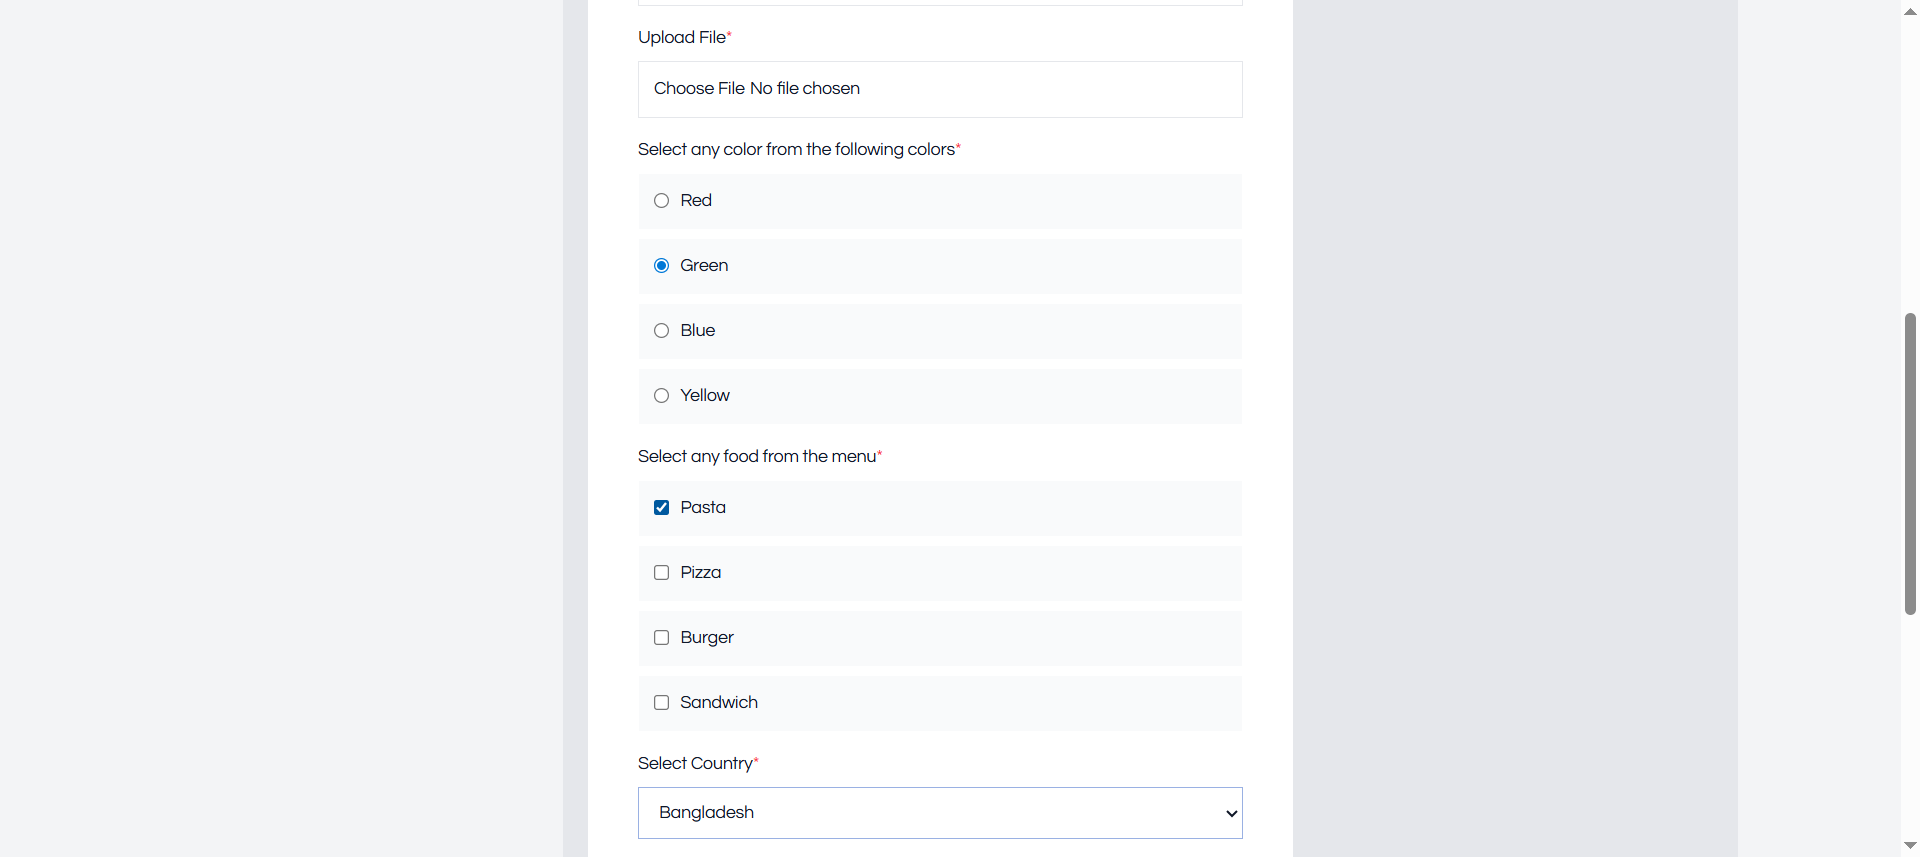 Upload File*
Choose File No file chosen
Select any color from the following colors*
Red
Green
Blue
Yellow
Select any food from the menu*
Pasta
Pizza
Burger
Sandwich
Select Country*
Bangladesh